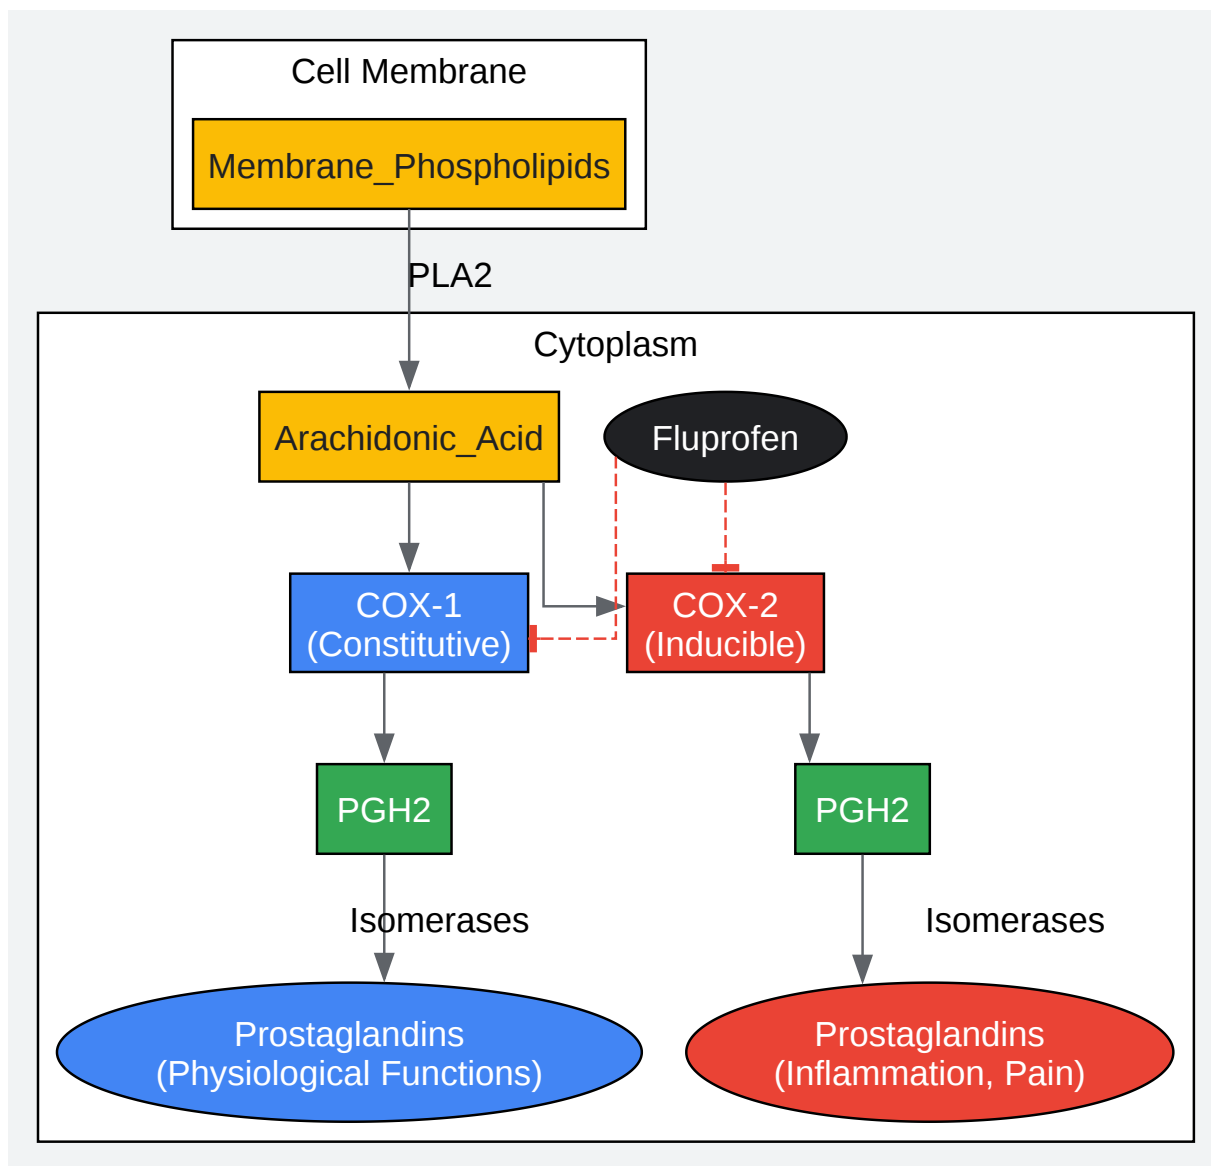 Cell Membrane
Membrane_Phospholipids
PLA2
Cytoplasm
Arachidonic_Acid
Fluprofen
COX-1
(Constitutive)
COX-2
(Inducible)
PGH2
PGH2
Isomerases
Isomerases
Prostaglandins
(Physiological Functions)
Prostaglandins
(Inflammation, Pain)